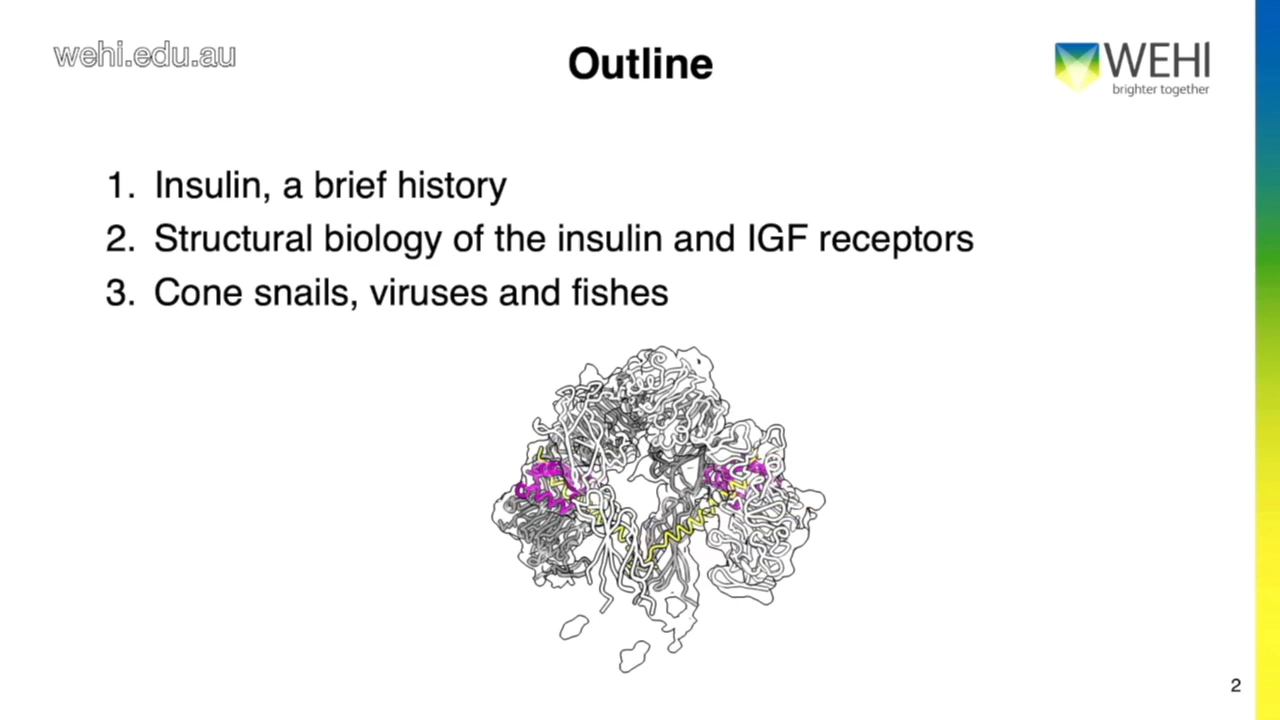 wehi.edu.au
Outline
WEHI
brighter together
1. Insulin, a brief history
2. Structural biology of the insulin and IGF receptors
3. Cone snails, viruses and fishes
2